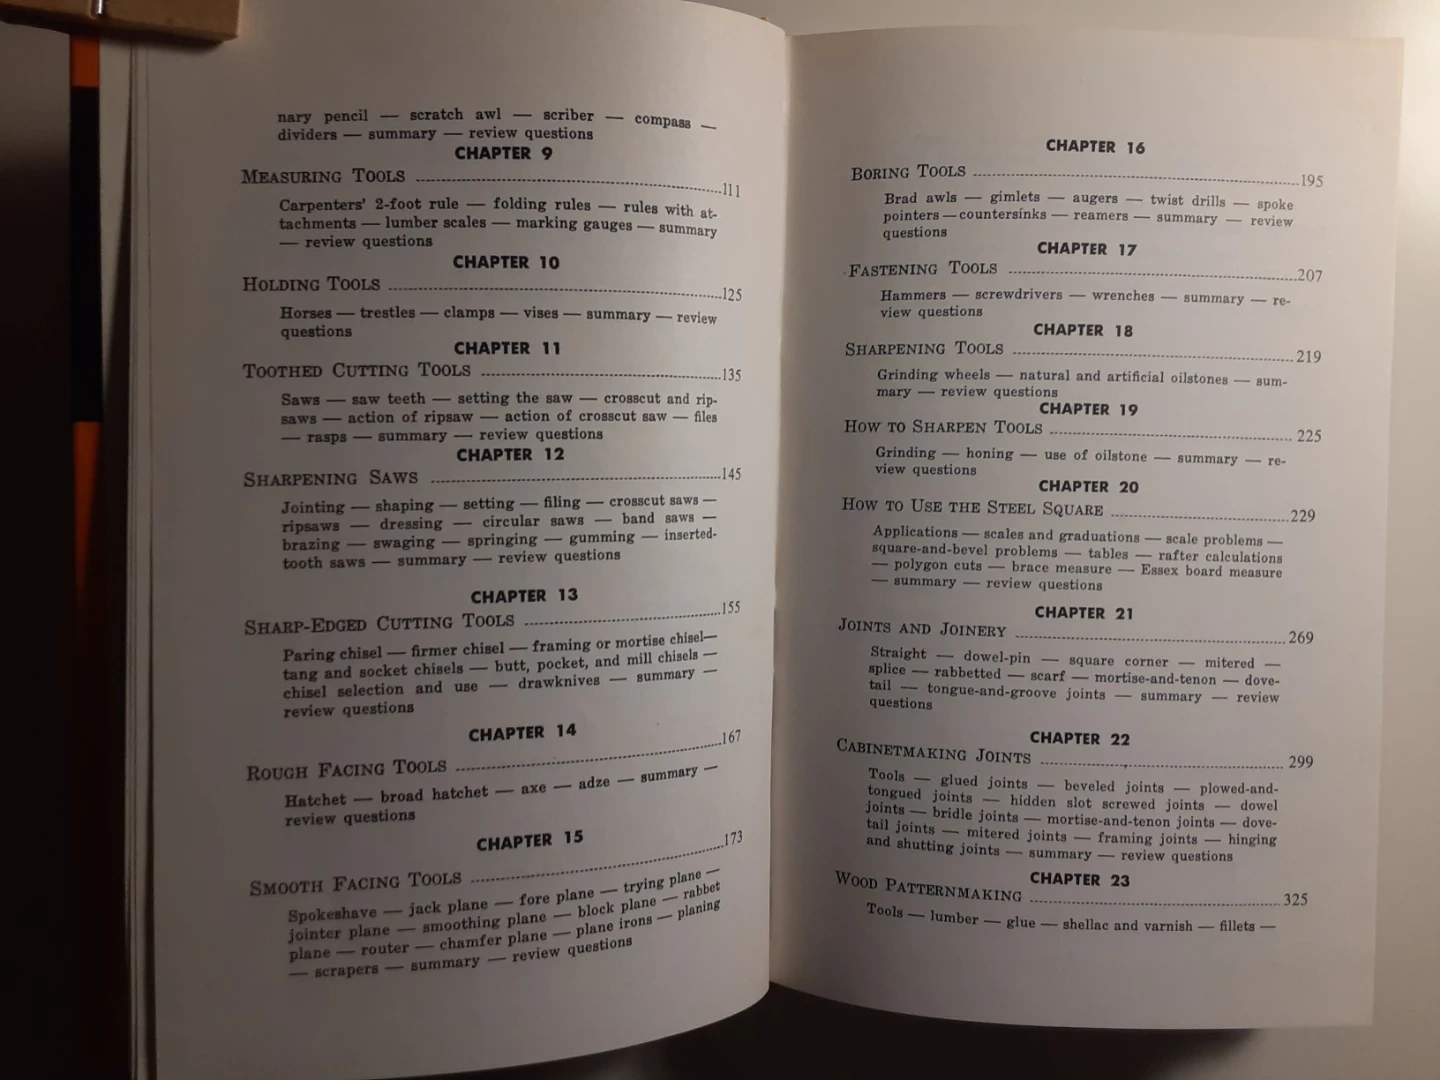 nary pencil — scratch awl — scriber — compass —
dividers — summary — review questions
CHAPTER 9
MEASURING TOOLS ........111
Carpenters' 2-foot rule — folding rules — rules with at-
tachments — lumber scales — marking gauges — summary
— review questions
CHAPTER 10
HOLDING TOOLS ........125
Horses — trestles — clamps — vises — summary — review
questions
CHAPTER 11
TOOTHED CUTTING TOOLS ........135
Saws — saw teeth — setting the saw — crosscut and rip-
saws — action of ripsaw — action of crosscut saw — files
— rasps — summary — review questions
CHAPTER 12
SHARPENING SAWS ........145
Jointing — shaping — setting — filing — crosscut saws —
ripsaws — dressing — circular saws — band saws —
brazing — swaging — springing — gumming — inserted-
tooth saws — summary — review questions
CHAPTER 13
SHARP-EDGED CUTTING TOOLS ........155
Paring chisel — firmer chisel — framing or mortise chisel—
tang and socket chisels — butt, pocket, and mill chisels —
chisel selection and use — drawknives — summary —
review questions
CHAPTER 14
ROUGH FACING TOOLS ........167
Hatchet — broad hatchet — axe — adze — summary —
review questions
CHAPTER 15
SMOOTH FACING TOOLS ........173
Spokeshave — jack plane — fore plane — trying plane —
jointer plane — smoothing plane — block plane — rabbet
plane — router — chamfer plane — plane irons — planing
— scrapers — summary — review questions
CHAPTER 16
BORING TOOLS ........195
Brad awls — gimlets — augers — twist drills — spoke
pointers — countersinks — reamers — summary — review
questions
CHAPTER 17
FASTENING TOOLS ........207
Hammers — screwdrivers — wrenches — summary — re-
view questions
CHAPTER 18
SHARPENING TOOLS ........219
Grinding wheels — natural and artificial oilstones — sum-
mary — review questions
CHAPTER 19
HOW TO SHARPEN TOOLS ........225
Grinding — honing — use of oilstone — summary — re-
view questions
CHAPTER 20
HOW TO USE THE STEEL SQUARE ........229
Applications — scales and graduations — scale problems —
square-and-bevel problems — tables — rafter calculations
— polygon cuts — brace measure — Essex board measure
— summary — review questions
CHAPTER 21
JOINTS AND JOINERY ........269
Straight — dowel-pin — square corner — mitered —
splice — rabbetted — scarf — mortise-and-tenon — dove-
tail — tongue-and-groove joints — summary — review
questions
CHAPTER 22
CABINETMAKING JOINTS ........299
Tools — glued joints — beveled joints — plowed-and-
tongued joints — hidden slot screwed joints — dowel
joints — bridle joints — mortise-and-tenon joints — dove-
tail joints — mitered joints — framing joints — hinging
and shutting joints — summary — review questions
CHAPTER 23
WOOD PATTERNMAKING ........325
Tools — lumber — glue — shellac and varnish — fillets —